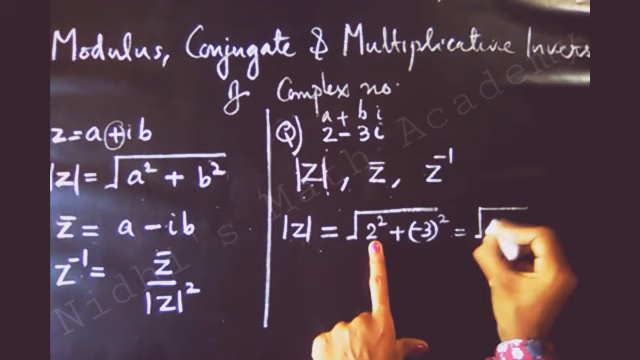 Modulus, Conjugate & Multiplicative Invers
of Complex no.
z = a + ib
|z| = √a² + b²
z̄ = a - ib
z⁻¹ = z̄ / |z|²
a + b i
Q) 2 - 3i
|z| , z̄ , z⁻¹
|z| = √2² + (-3)² = √
Nidhi's Math Academy